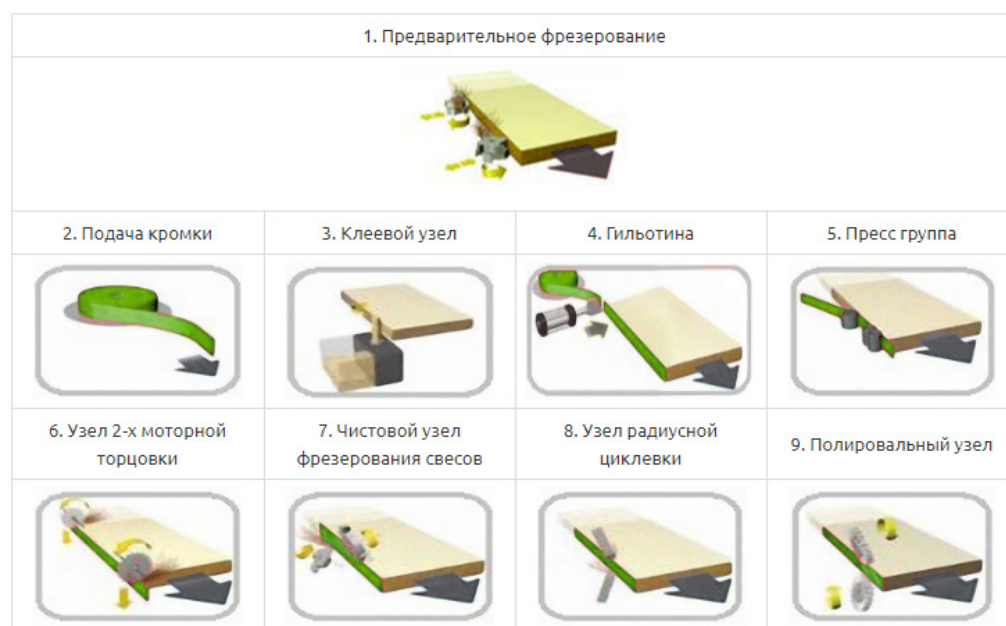 1. Предварительное фрезерование
2. Подача кромки
3. Клеевой узел
4. Гильотина
5. Пресс группа
6. Узел 2-х моторной
торцовки
7. Чистовой узел
фрезерования свесов
8. Узел радиусной
циклевки
9. Полировальный узел